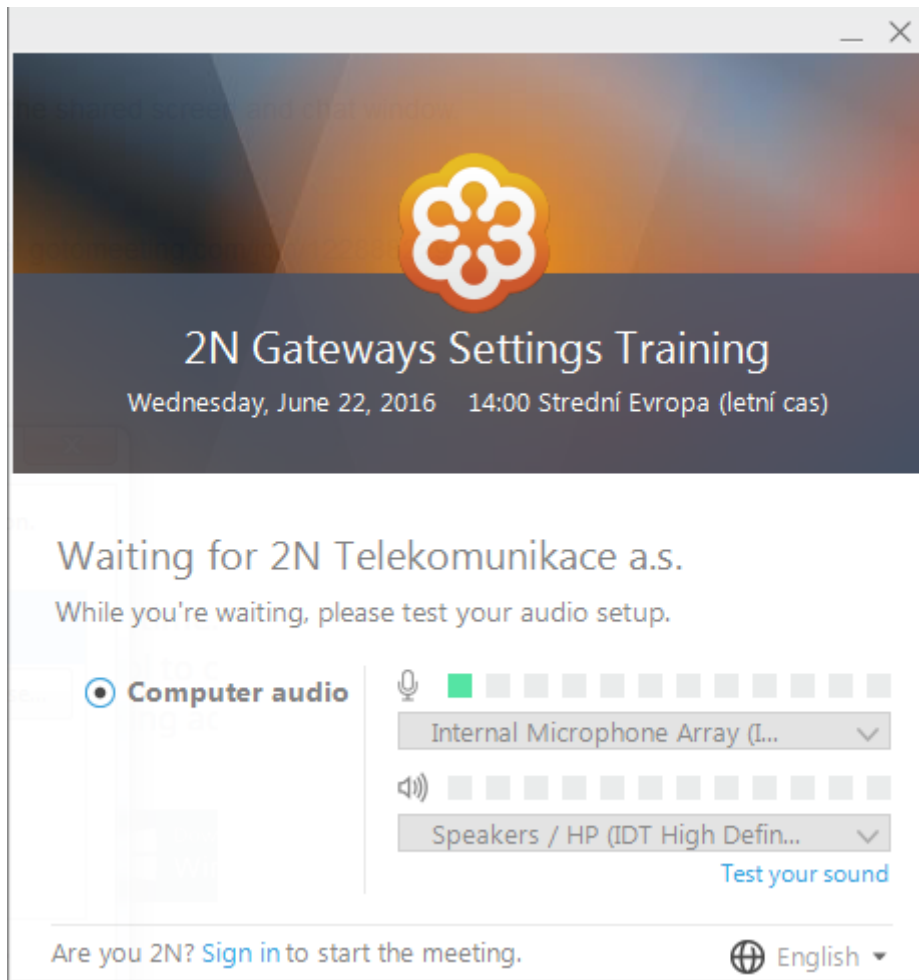 2N Gateways Settings Training
Wednesday, June 22, 2016 14:00 Strední Evropa (letní cas)
Waiting for 2N Telekomunikace a.s.
While you're waiting, please test your audio setup.
Computer audio
Internal Microphone Array (I...
Speakers / HP (IDT High Defin...
Test your sound
Are you 2N? Sign in to start the meeting.
English